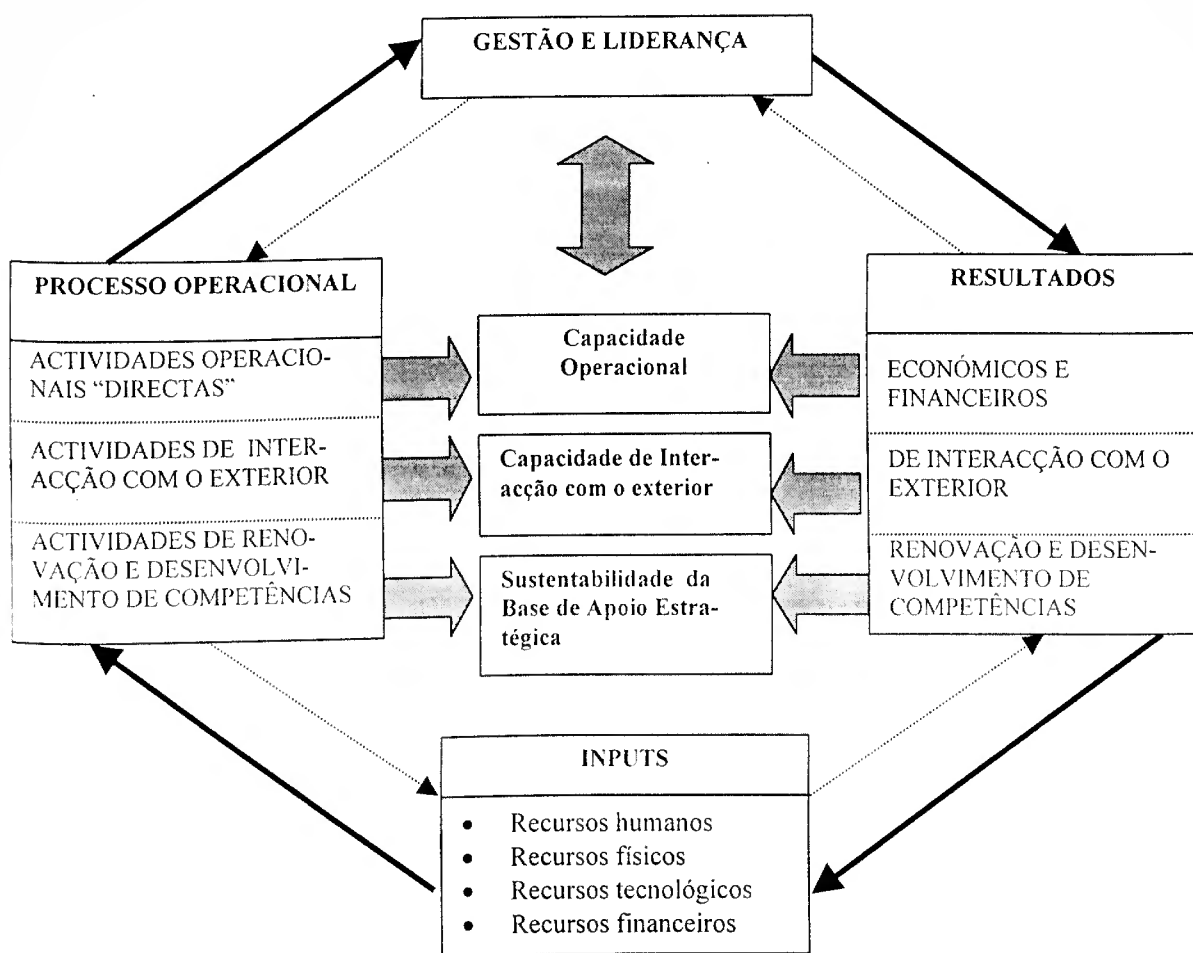 GESTÃO E LIDERANÇA
PROCESSO OPERACIONAL
ACTIVIDADES OPERACIO-
NAIS “DIRECTAS”
ACTIVIDADES DE INTER-
ACÇÃO COM O EXTERIOR
ACTIVIDADES DE RENO-
VAÇÃO E DESENVOLVI-
MENTO DE COMPETÊNCIAS
Capacidade
Operacional
Capacidade de Inter-
acção com o exterior
Sustentabilidade da
Base de Apoio Estra-
tégica
RESULTADOS
ECONÓMICOS E
FINANCEIROS
DE INTERACÇÃO COM O
EXTERIOR
RENOVAÇÃO E DESEN-
VOLVIMENTO DE
COMPETÊNCIAS
INPUTS
• Recursos humanos
• Recursos físicos
• Recursos tecnológicos
• Recursos financeiros